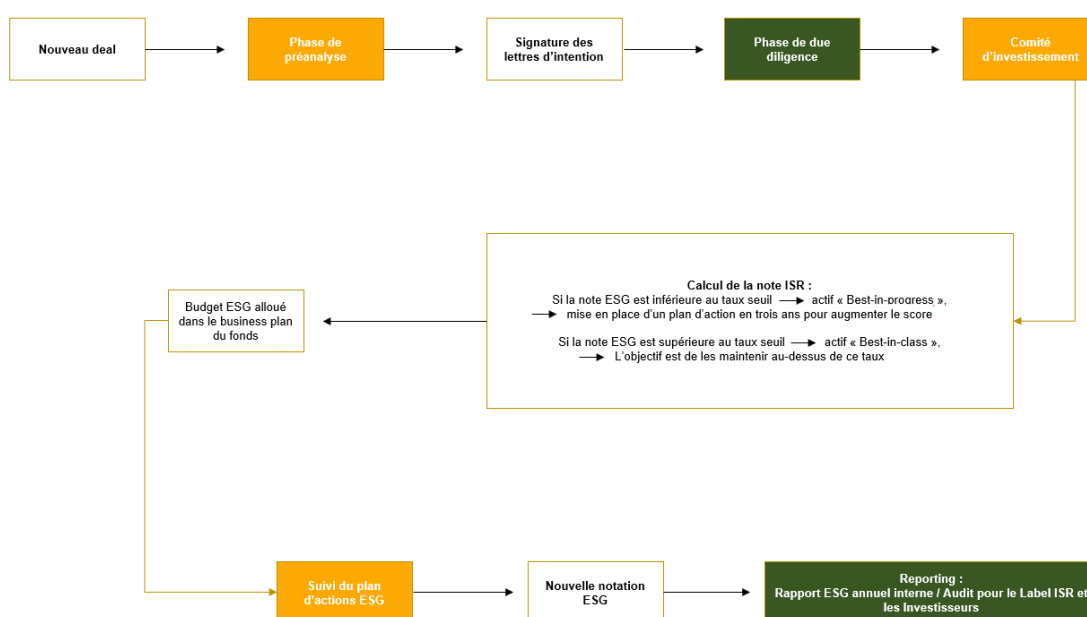 Nouveau deal
Phase de
préanalyse
Signature des
lettres d'intention
Phase de due
diligence
Comité
d'investissement
Calcul de la note ISR :
Si la note ESG est inférieure au taux seuil → actif « Best-in-progress »,
→ mise en place d'un plan d'action en trois ans pour augmenter le score
Si la note ESG est supérieure au taux seuil → actif « Best-in-class »,
→ L'objectif est de les maintenir au-dessus de ce taux
Budget ESG alloué
dans le business plan
du fonds
Suivi du plan
d'actions ESG
Nouvelle notation
ESG
Reporting :
Rapport ESG annuel interne / Audit pour le Label ISR et
les Investisseurs